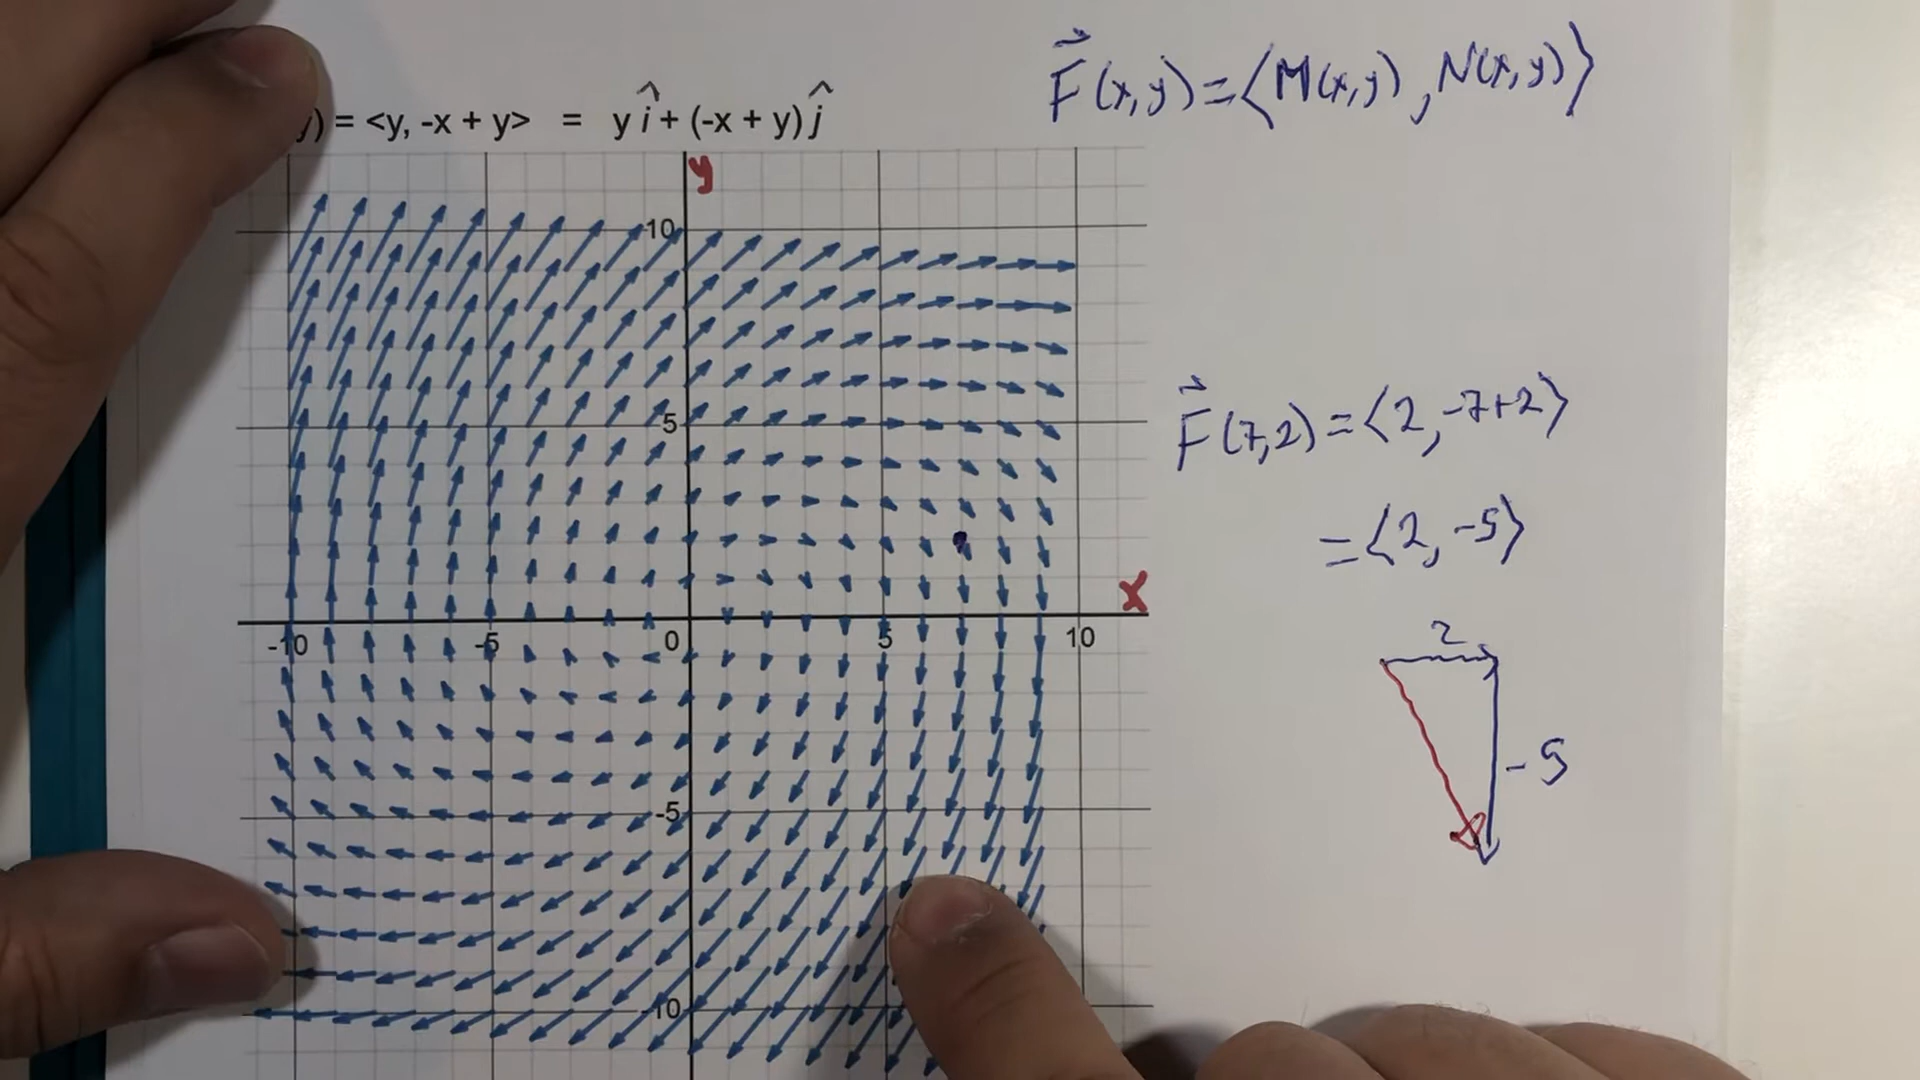 y) = <y, -x + y> = y î + (-x + y) ĵ
F⃗(x,y) = ⟨M(x,y), N(x,y)⟩
y
10
5
x
-10 -5 0 5 10
-5
-10
F⃗(7,2) = ⟨2, -7+2⟩
= ⟨2, -5⟩
2
-5